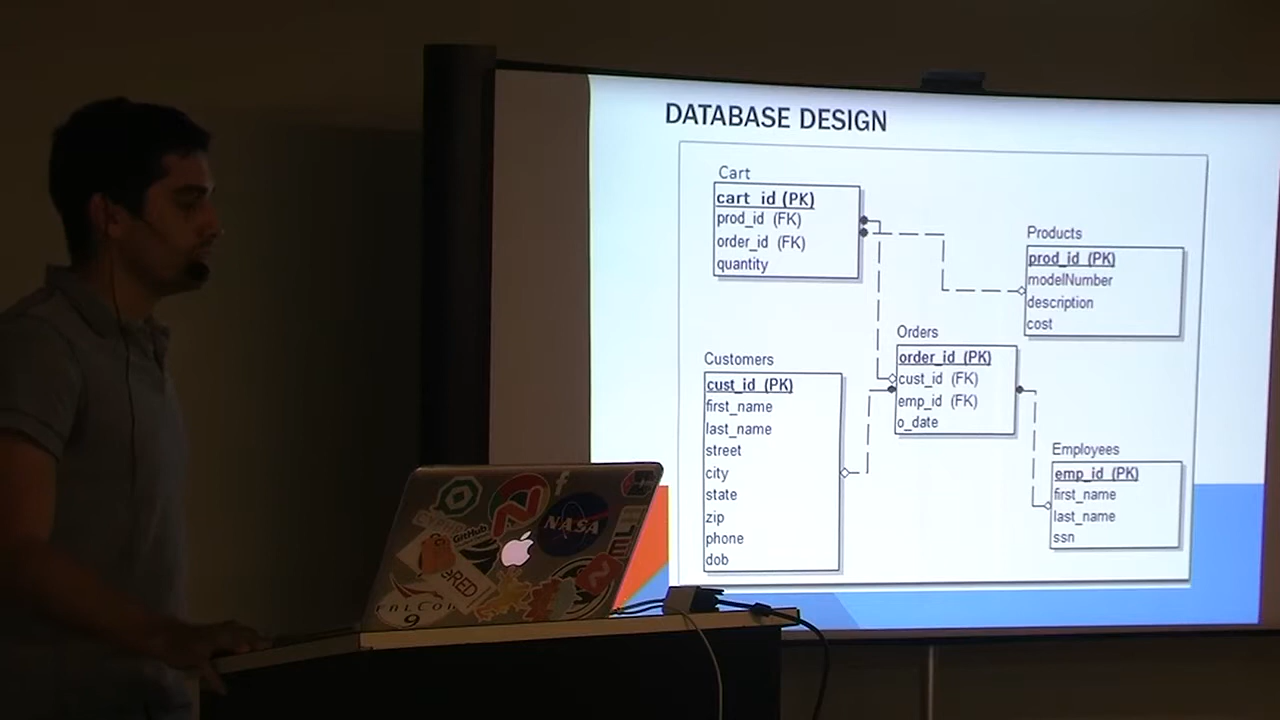 DATABASE DESIGN
Cart
cart_id (PK)
prod_id (FK)
order_id (FK)
quantity
Products
prod_id (PK)
modelNumber
description
cost
Orders
order_id (PK)
cust_id (FK)
emp_id (FK)
o_date
Customers
cust_id (PK)
first_name
last_name
street
city
state
zip
phone
dob
Employees
emp_id (PK)
first_name
last_name
ssn
NASA
GitHub
FALCON
9